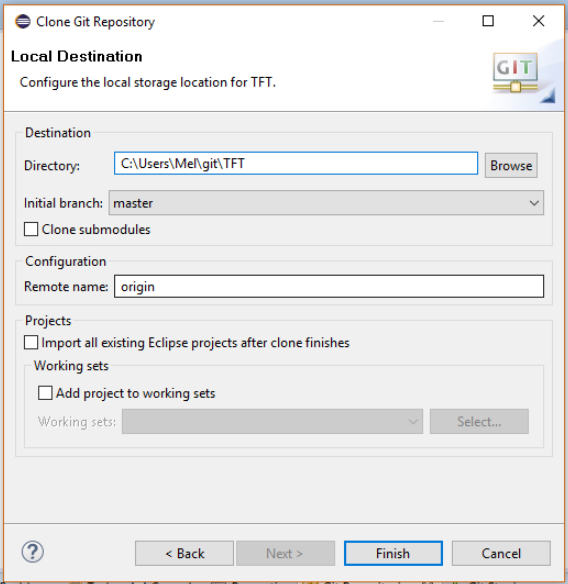 Clone Git Repository
Local Destination
Configure the local storage location for TFT.
GIT
Destination
Directory: C:\Users\Mel\git\TFT Browse
Initial branch: master
Clone submodules
Configuration
Remote name: origin
Projects
Import all existing Eclipse projects after clone finishes
Working sets
Add project to working sets
Working sets: Select...
? < Back Next > Finish Cancel